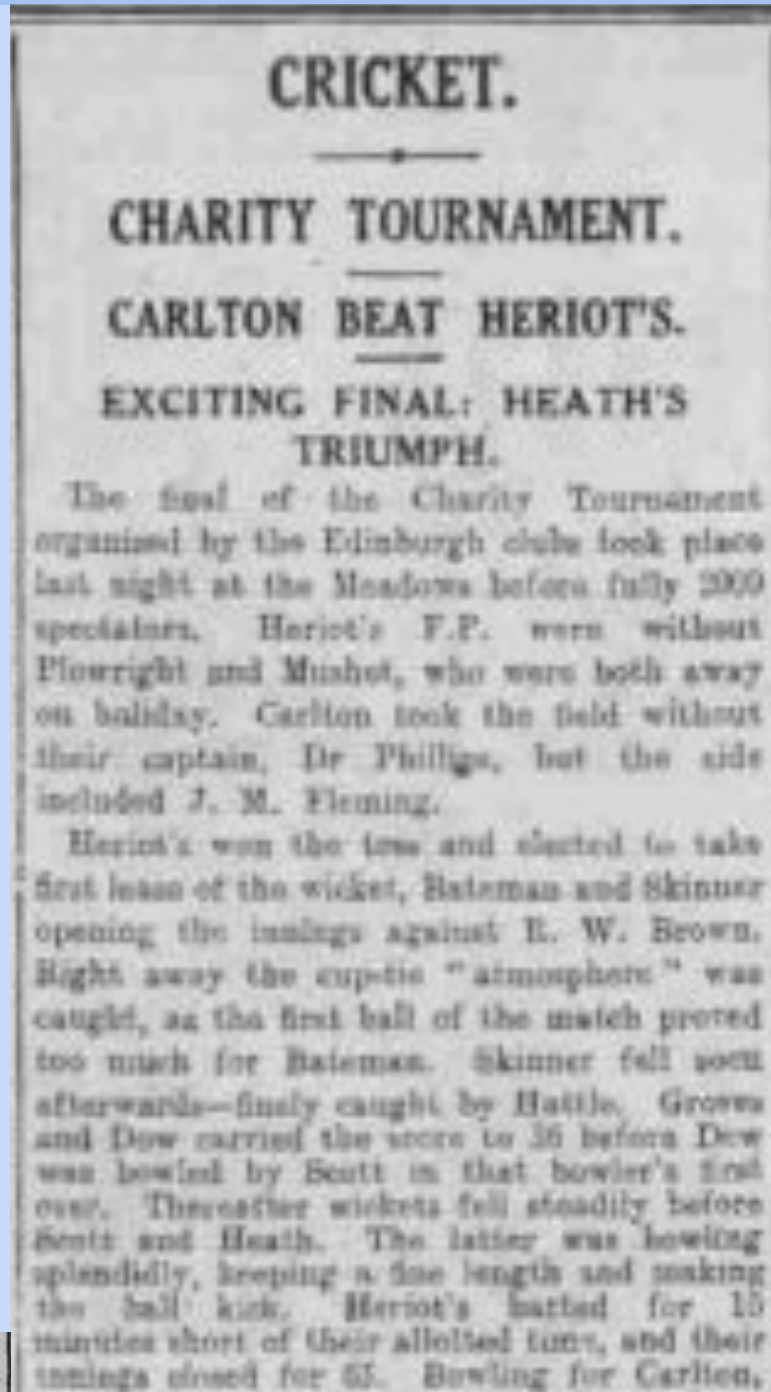 CRICKET.
CHARITY TOURNAMENT.
CARLTON BEAT HERIOT'S.
EXCITING FINAL: HEATH'S
TRIUMPH.
The final of the Charity Tournament
organised by the Edinburgh clubs took place
last night at the Meadows before fully 2000
spectators. Heriot's F.P. were without
Plowright and Mushet, who were both away
on holiday. Carlton took the field without
their captain, Dr Phillips, but the side
included J. M. Fleming.
Heriot's won the toss and elected to take
first lease of the wicket, Bateman and Skinner
opening the innings against R. W. Brown.
Right away the cup-tie "atmosphere" was
caught, as the first ball of the match proved
too much for Bateman. Skinner fell soon
afterwards—finely caught by Hattle. Groves
and Dow carried the score to 36 before Dow
was bowled by Scott in that bowler's first
over. Thereafter wickets fell steadily before
Scott and Heath. The latter was bowling
splendidly, keeping a fine length and making
the ball kick. Heriot's batted for 15
minutes short of their allotted time, and their
innings closed for 63. Bowling for Carlton,